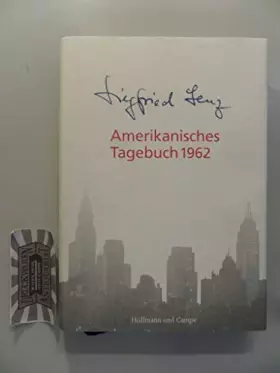 Siegfried Lenz
Amerikanisches
Tagebuch 1962
Hoffmann und Campe